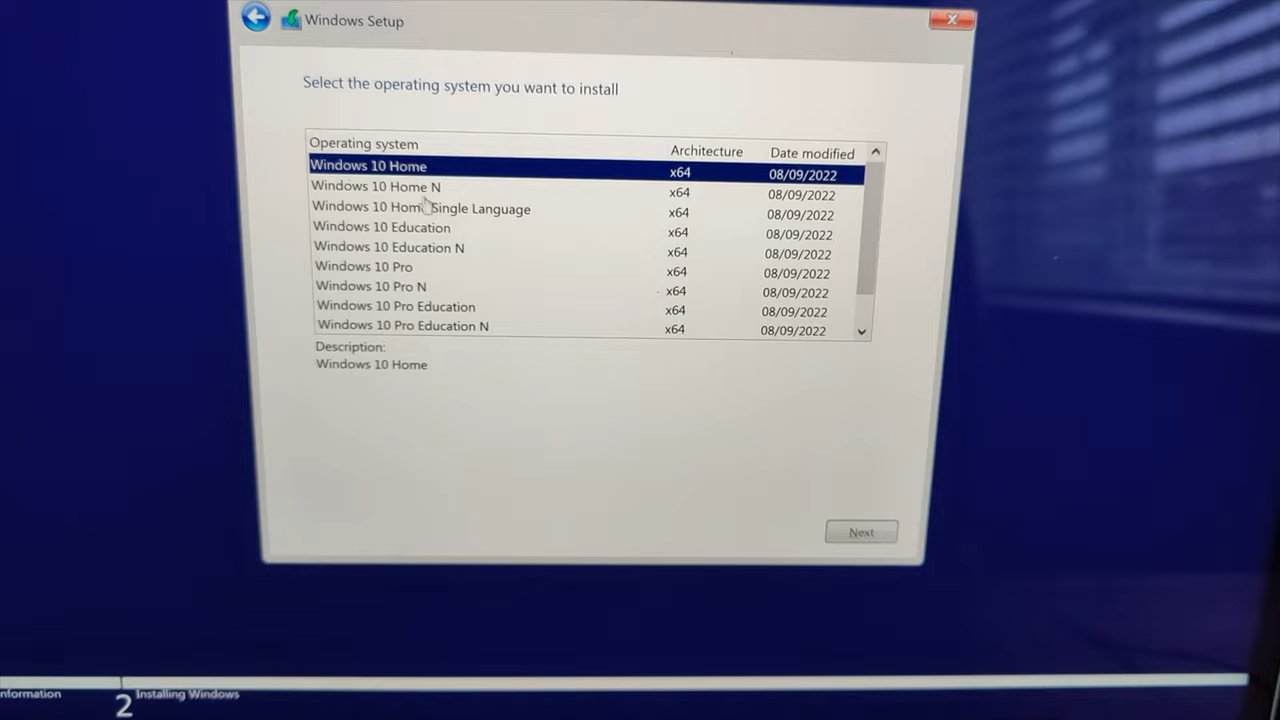 Windows Setup
Select the operating system you want to install
Operating system Architecture Date modified
Windows 10 Home x64 08/09/2022
Windows 10 Home N x64 08/09/2022
Windows 10 Home Single Language x64 08/09/2022
Windows 10 Education x64 08/09/2022
Windows 10 Education N x64 08/09/2022
Windows 10 Pro x64 08/09/2022
Windows 10 Pro N x64 08/09/2022
Windows 10 Pro Education x64 08/09/2022
Windows 10 Pro Education N x64 08/09/2022
Description:
Windows 10 Home
Next
nformation 2 Installing Windows